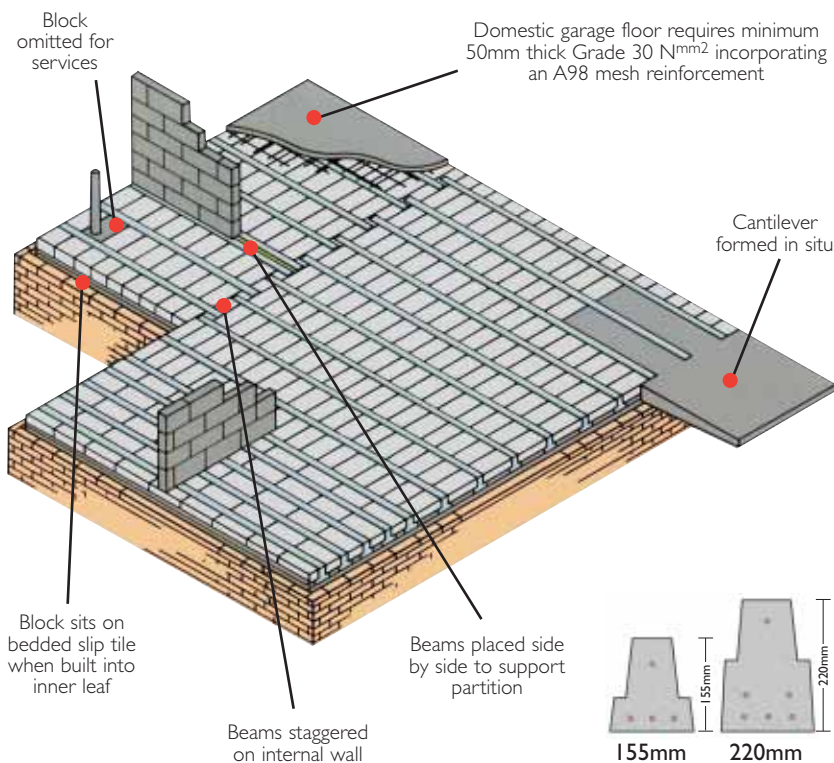 Block
omitted for
services
Domestic garage floor requires minimum
50mm thick Grade 30 Nmm2 incorporating
an A98 mesh reinforcement
Cantilever
formed in situ
Block sits on
bedded slip tile
when built into
inner leaf
Beams staggered
on internal wall
Beams placed side
by side to support
partition
155mm
220mm
155mm
220mm